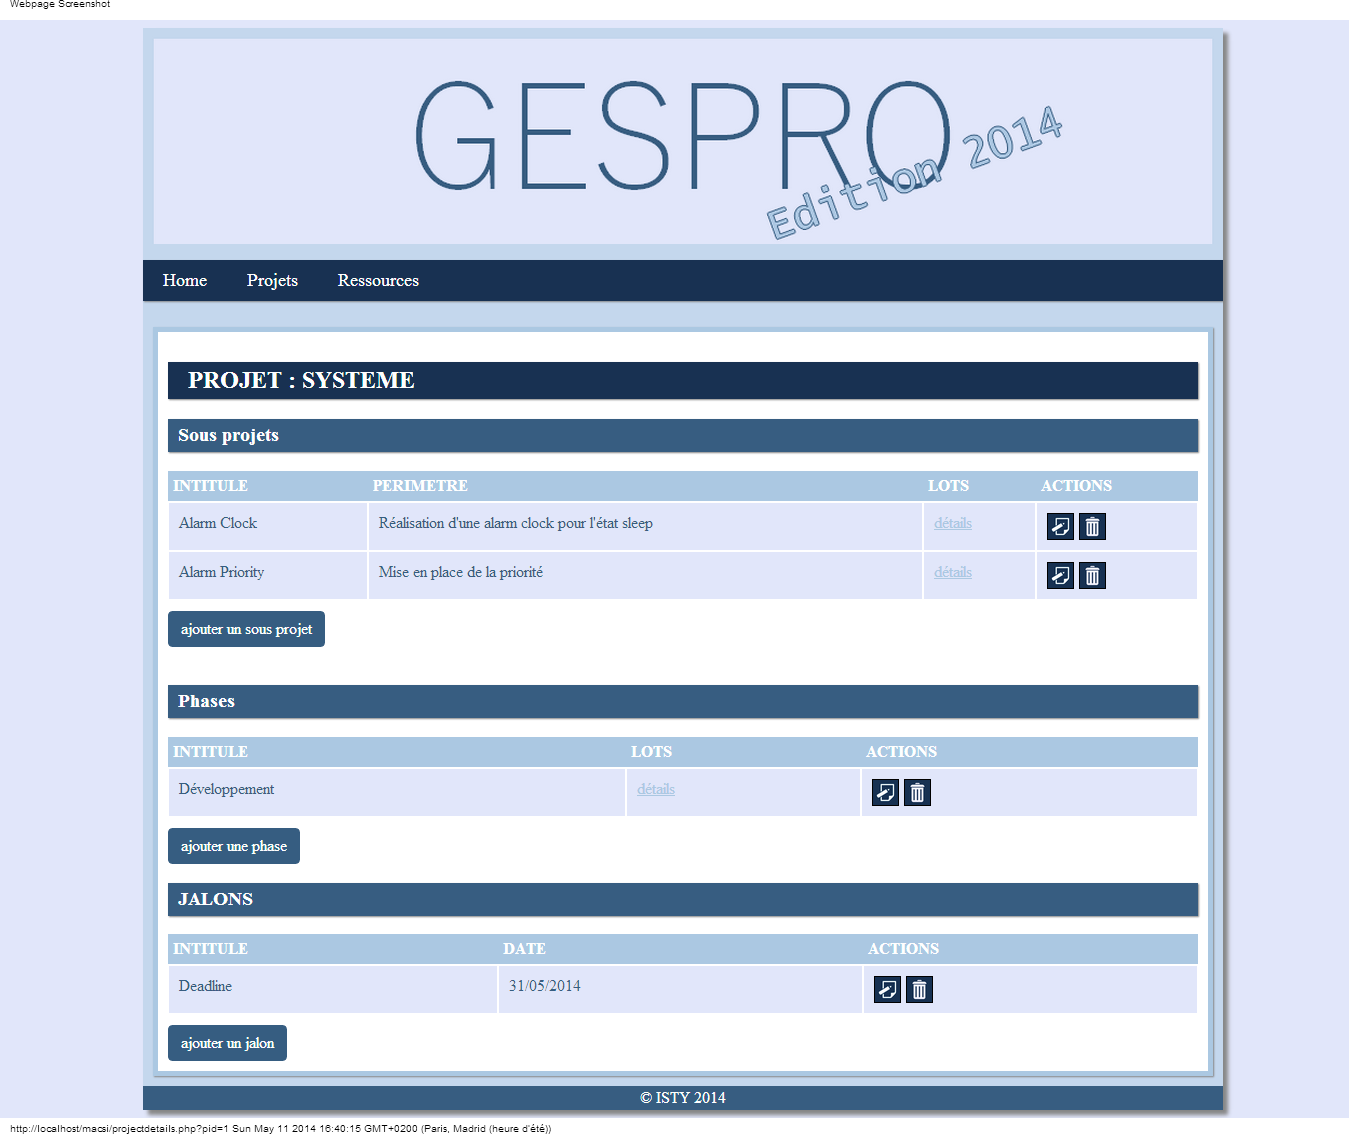 Webpage Screenshot
GESPRO
Edition 2014
Home Projets Ressources
PROJET : SYSTEME
Sous projets
INTITULE PERIMETRE LOTS ACTIONS
Alarm Clock Réalisation d'une alarm clock pour l'état sleep détails
Alarm Priority Mise en place de la priorité détails
ajouter un sous projet
Phases
INTITULE LOTS ACTIONS
Développement détails
ajouter une phase
JALONS
INTITULE DATE ACTIONS
Deadline 31/05/2014
ajouter un jalon
© ISTY 2014
http://localhost/macsi/projectdetails.php?pid=1 Sun May 11 2014 16:40:15 GMT+0200 (Paris, Madrid (heure d'été))